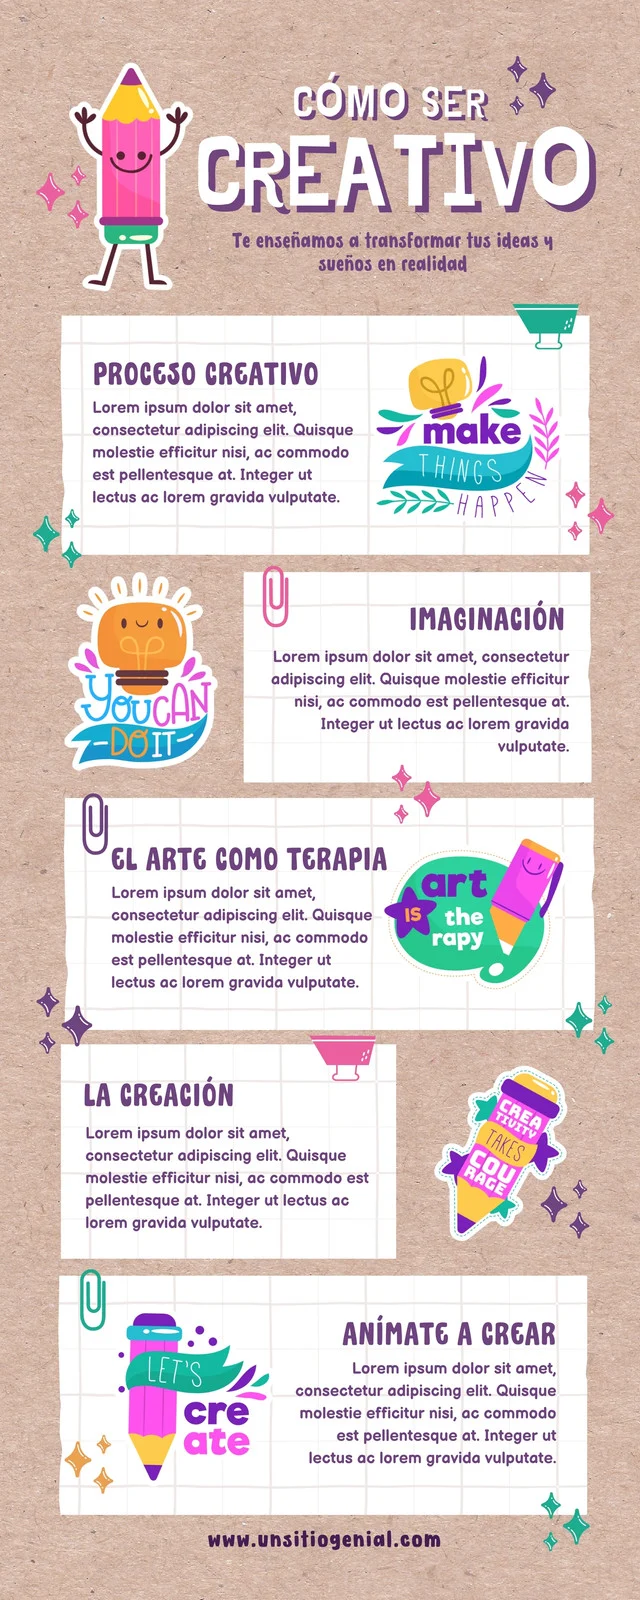 CÓMO SER
CREATIVO
Te enseñamos a transformar tus ideas y
sueños en realidad
PROCESO CREATIVO
Lorem ipsum dolor sit amet,
consectetur adipiscing elit. Quisque
molestie efficitur nisi, ac commodo
est pellentesque at. Integer ut
lectus ac lorem gravida vulputate.
make
THINGS
HAPPEN
YOU CAN
DO IT
IMAGINACIÓN
Lorem ipsum dolor sit amet, consectetur
adipiscing elit. Quisque molestie efficitur
nisi, ac commodo est pellentesque at.
Integer ut lectus ac lorem gravida
vulputate.
EL ARTE COMO TERAPIA
Lorem ipsum dolor sit amet,
consectetur adipiscing elit. Quisque
molestie efficitur nisi, ac commodo
est pellentesque at. Integer ut
lectus ac lorem gravida vulputate.
art
IS
the
rapy
LA CREACIÓN
Lorem ipsum dolor sit amet,
consectetur adipiscing elit. Quisque
molestie efficitur nisi, ac commodo est
pellentesque at. Integer ut lectus ac
lorem gravida vulputate.
CREA
TIVITY
TAKES
COU
RAGE
LET'S
cre
ate
ANÍMATE A CREAR
Lorem ipsum dolor sit amet,
consectetur adipiscing elit. Quisque
molestie efficitur nisi, ac commodo
est pellentesque at. Integer ut
lectus ac lorem gravida vulputate.
www.unsitiogenial.com